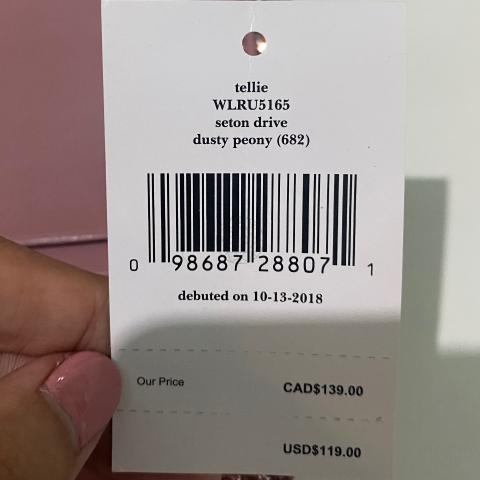 tellie
WLRU5165
seton drive
dusty peony (682)
0 98687 28807 1
debuted on 10-13-2018
Our Price CAD$139.00
USD$119.00